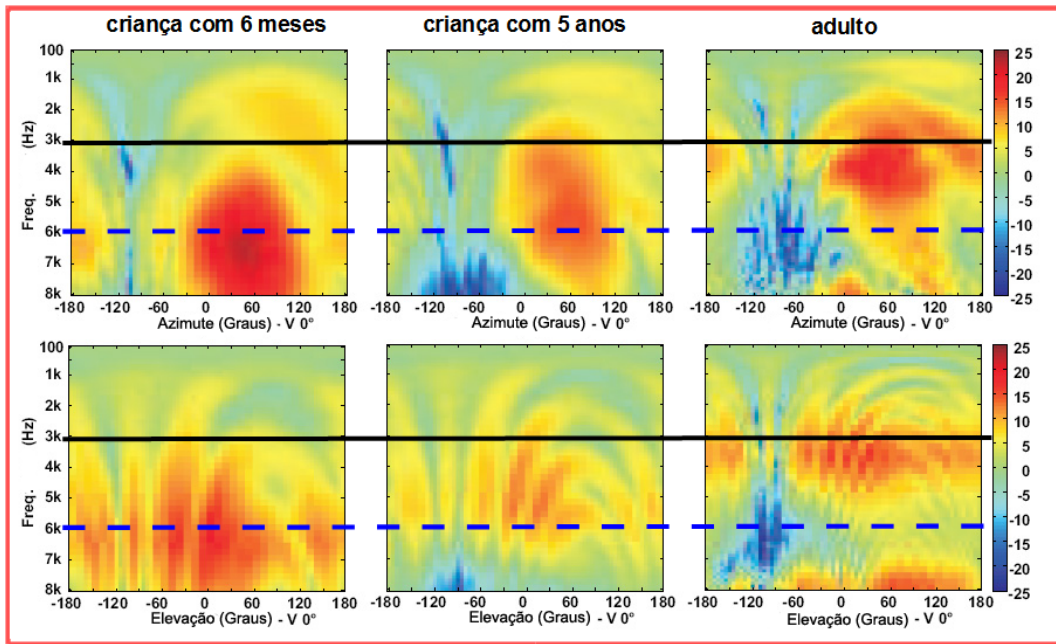 criança com 6 meses
criança com 5 anos
adulto
100
1k
2k
3k
4k
5k
6k
7k
8k
Freq. (Hz)
-180 -120 -60 0 60 120 180
Azimute (Graus) - V 0°
-180 -120 -60 0 60 120 180
Azimute (Graus) - V 0°
-180 -120 -60 0 60 120 180
Azimute (Graus) - V 0°
25
20
15
10
5
0
-5
-10
-15
-20
-25
100
1k
2k
3k
4k
5k
6k
7k
8k
Freq. (Hz)
-180 -120 -60 0 60 120 180
Elevação (Graus) - V 0°
-180 -120 -60 0 60 120 180
Elevação (Graus) - V 0°
-180 -120 -60 0 60 120 180
Elevação (Graus) - V 0°
25
20
15
10
5
0
-5
-10
-15
-20
-25